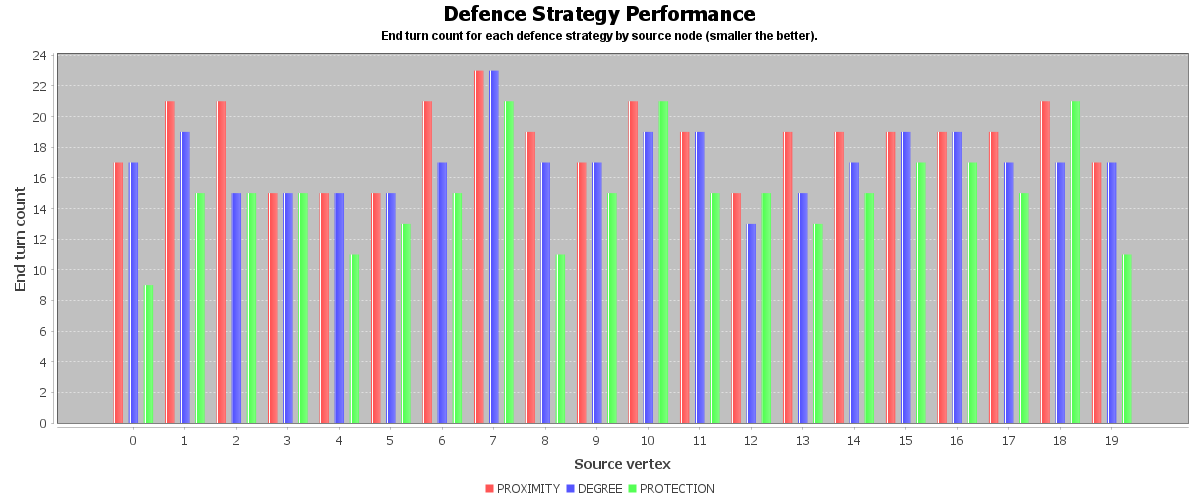 Defence Strategy Performance
End turn count for each defence strategy by source node (smaller the better).
24
22
20
18
16
14
12
10
8
6
4
2
0
End turn count
0 1 2 3 4 5 6 7 8 9 10 11 12 13 14 15 16 17 18 19
Source vertex
PROXIMITY DEGREE PROTECTION